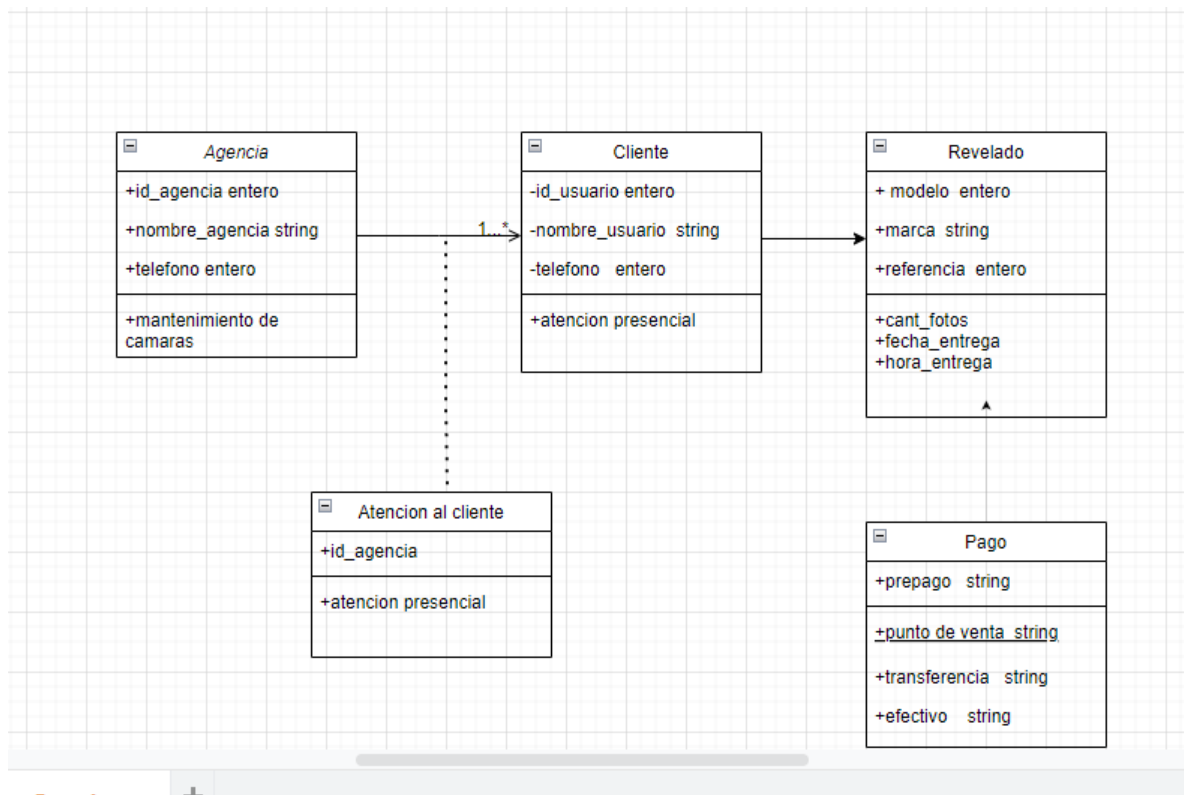 Agencia
+id_agencia entero
+nombre_agencia string
+telefono entero
+mantenimiento de
camaras
1...*
Cliente
-id_usuario entero
-nombre_usuario string
-telefono entero
+atencion presencial
Revelado
+ modelo entero
+marca string
+referencia entero
+cant_fotos
+fecha_entrega
+hora_entrega
Atencion al cliente
+id_agencia
+atencion presencial
Pago
+prepago string
+punto de venta string
+transferencia string
+efectivo string